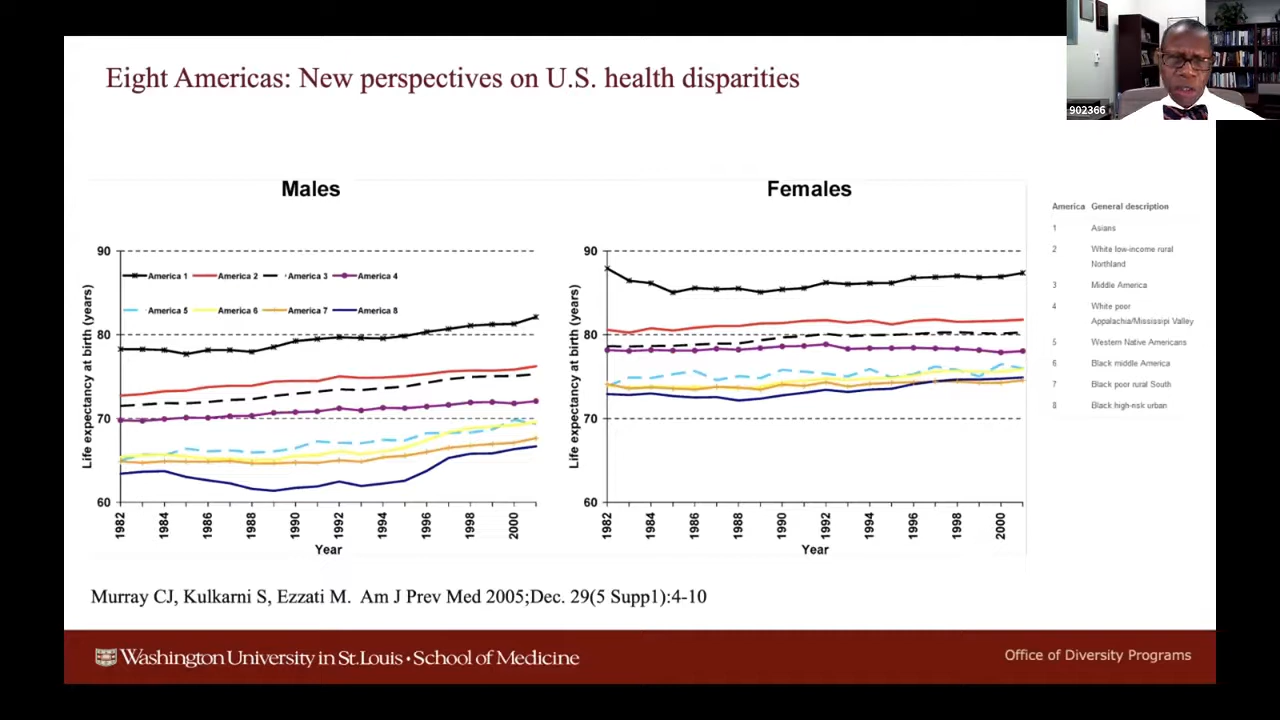 902366
Eight Americas: New perspectives on U.S. health disparities
Males
90
80
70
60
Life expectancy at birth (years)
America 1
America 2
America 3
America 4
America 5
America 6
America 7
America 8
1982
1984
1986
1988
1990
1992
1994
1996
1998
2000
Year
Females
90
80
70
60
Life expectancy at birth (years)
1982
1984
1986
1988
1990
1992
1994
1996
1998
2000
Year
America General description
1 Asians
2 White low-income rural
Northland
3 Middle America
4 White poor
Appalachia/Mississipi Valley
5 Western Native Americans
6 Black middle America
7 Black poor rural South
8 Black high-risk urban
Murray CJ, Kulkarni S, Ezzati M. Am J Prev Med 2005;Dec. 29(5 Supp1):4-10
Washington University in St.Louis • School of Medicine
Office of Diversity Programs